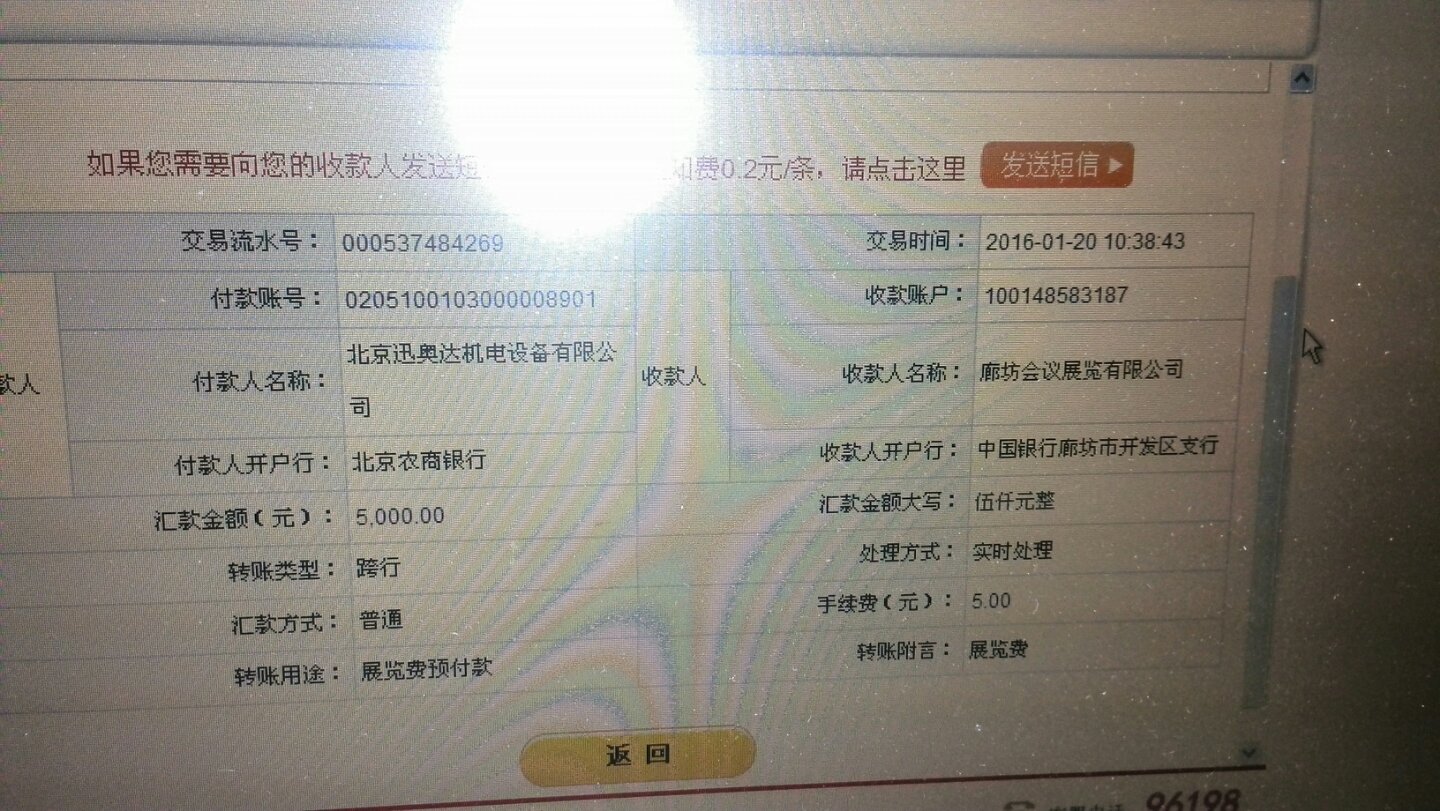 如果您需要向您的收款人发送短 费0.2元/条，请点击这里 发送短信
交易流水号： 000537484269 交易时间： 2016-01-20 10:38:43
付款账号： 0205100103000008901 收款账户： 100148583187
款人 付款人名称： 北京迅奥达机电设备有限公
司 收款人 收款人名称： 廊坊会议展览有限公司
付款人开户行： 北京农商银行 收款人开户行： 中国银行廊坊市开发区支行
汇款金额（元）： 5,000.00 汇款金额大写： 伍仟元整
转账类型： 跨行 处理方式： 实时处理
汇款方式： 普通 手续费（元）： 5.00
转账用途： 展览费预付款 转账附言： 展览费
返 回
96198